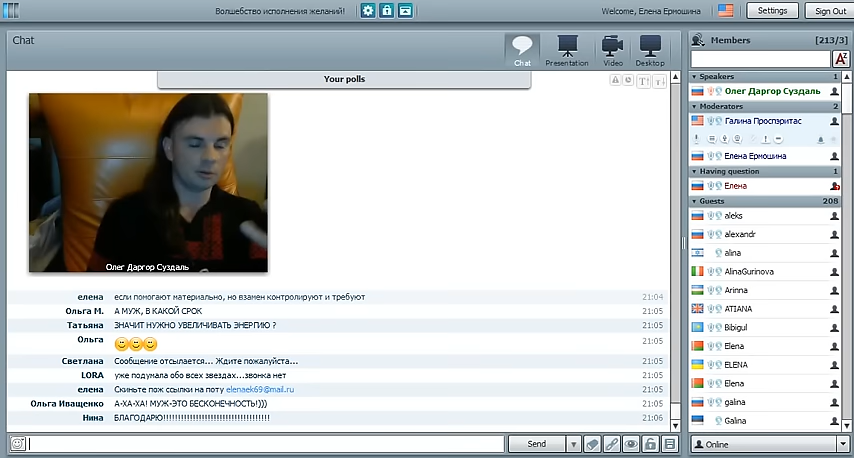 Волшебство исполнения желаний!
Welcome, Елена Ермошина
Settings
Sign Out
Chat
Chat
Presentation
Video
Desktop
Your polls
Олег Даргор Суздаль
елена если помогают материально, но взамен контролируют и требуют 21:04
Ольга М. А МУЖ, В КАКОЙ СРОК 21:05
Татьяна ЗНАЧИТ НУЖНО УВЕЛИЧИВАТЬ ЭНЕРГИЮ ? 21:05
Ольга 21:05
Светлана Сообщение отсылается... Ждите пожалуйста... 21:05
LORA уже подумала обо всех звездах...звонка нет 21:05
елена Скиньте пож ссылки на поту elenaek69@mail.ru 21:05
Ольга Иващенко А-ХА-ХА! МУЖ-ЭТО БЕСКОНЕЧНОСТЬ!))) 21:05
Нина БЛАГОДАРЮ!!!!!!!!!!!!!!!!!!!!!!!!!!!!!!!!!!!! 21:06
Send
Members [213/3]
Speakers 1
Олег Даргор Суздаль
Moderators 2
Галина Просперитас
Елена Ермошина
Having question 1
Елена
Guests 208
aleks
alexandr
alina
AlinaGurinova
Arinna
ATIANA
Bibigul
Elena
ELENA
Elena
galina
Galina
Online